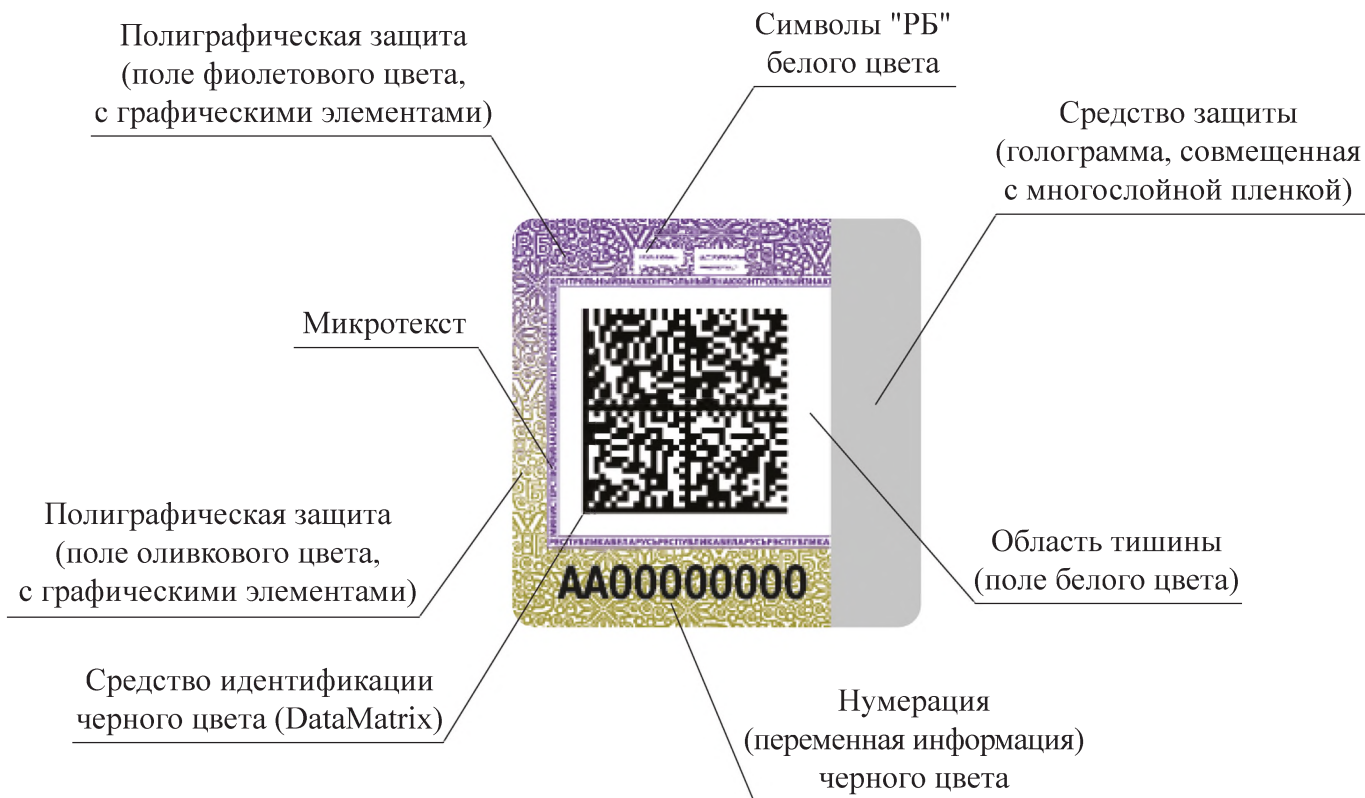 Полиграфическая защита
(поле фиолетового цвета,
с графическими элементами)
Символы "РБ"
белого цвета
Средство защиты
(голограмма, совмещенная
с многослойной пленкой)
КОНТРОЛЬНЫЙЗНАККОНТРОЛЬНЫЙЗНАККОНТРОЛЬНЫЙЗНАК
Микротекст
РЕСПУБЛИКАБЕЛАРУСЬРЕСПУБЛИКАБЕЛАРУСЬРЕСПУБЛИКА
AA00000000
Полиграфическая защита
(поле оливкового цвета,
с графическими элементами)
Область тишины
(поле белого цвета)
Средство идентификации
черного цвета (DataMatrix)
Нумерация
(переменная информация)
черного цвета